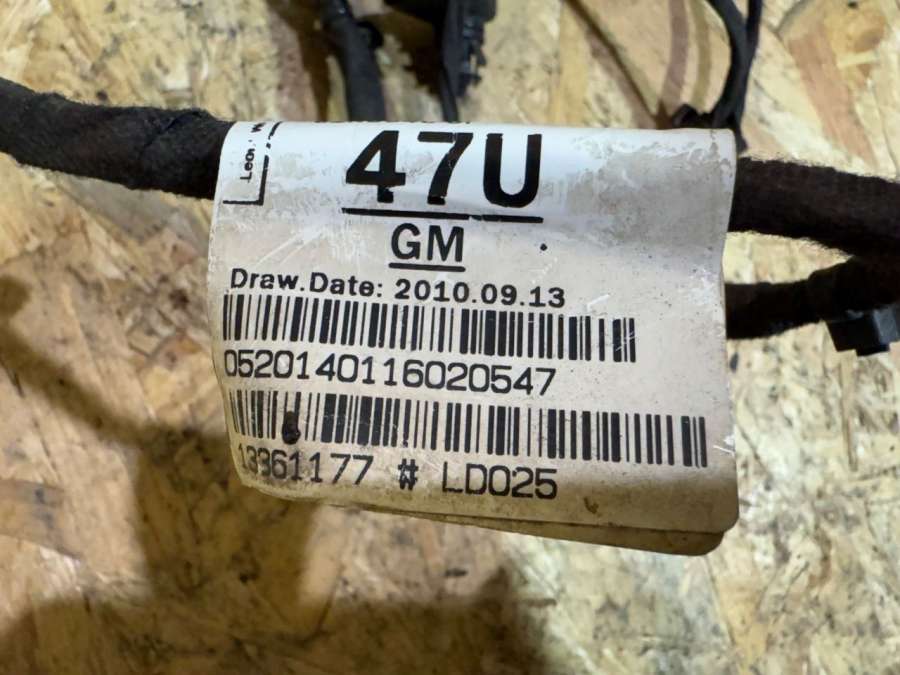 47U
GM
Draw.Date: 2010.09.13
0520140116020547
13361177 # LD025